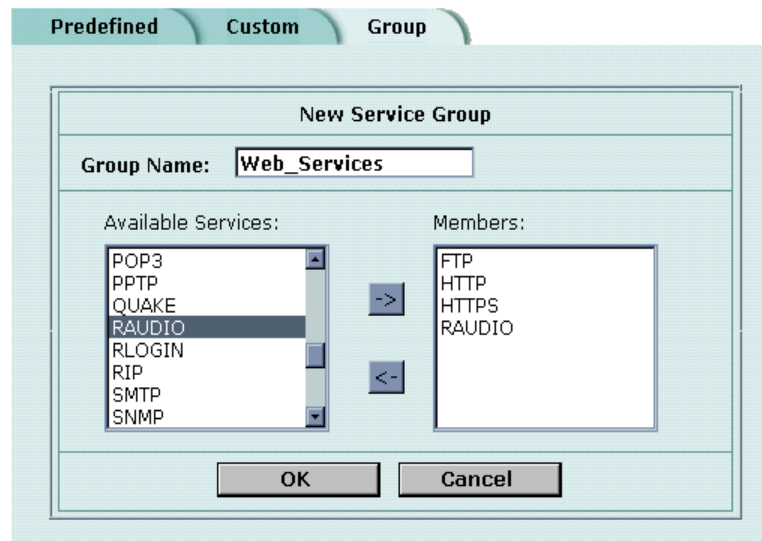 Predefined Custom Group
New Service Group
Group Name: Web_Services
Available Services:
POP3
PPTP
QUAKE
RAUDIO
RLOGIN
RIP
SMTP
SNMP
->
<-
Members:
FTP
HTTP
HTTPS
RAUDIO
OK Cancel